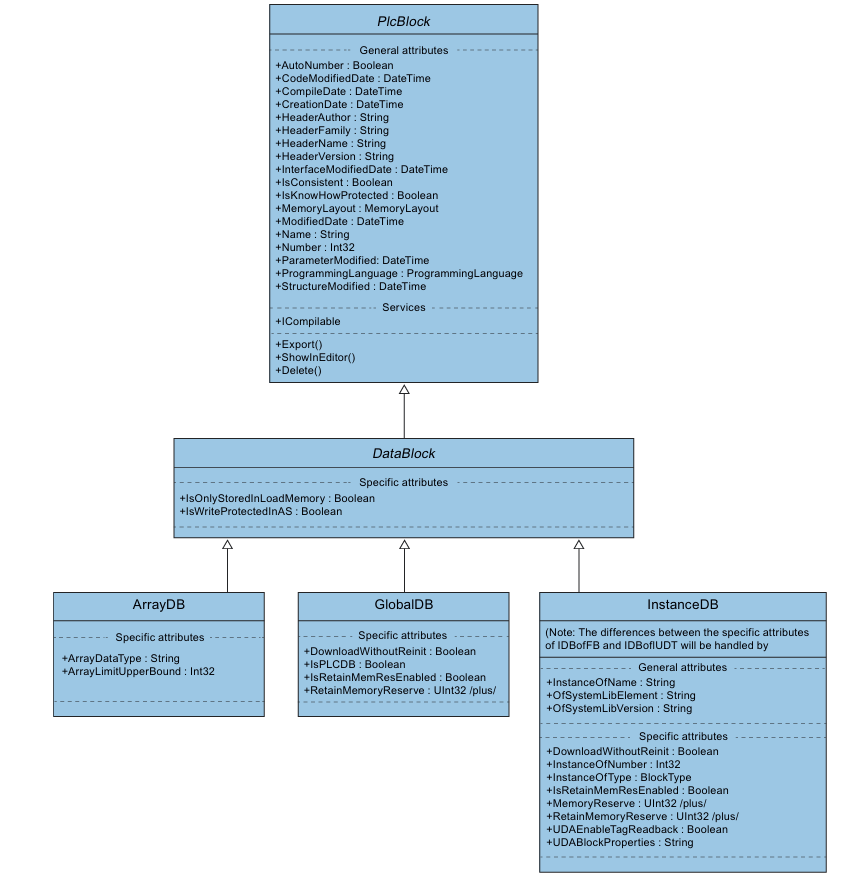 PlcBlock
General attributes
+AutoNumber : Boolean
+CodeModifiedDate : DateTime
+CompileDate : DateTime
+CreationDate : DateTime
+HeaderAuthor : String
+HeaderFamily : String
+HeaderName : String
+HeaderVersion : String
+InterfaceModifiedDate : DateTime
+IsConsistent : Boolean
+IsKnowHowProtected : Boolean
+MemoryLayout : MemoryLayout
+ModifiedDate : DateTime
+Name : String
+Number : Int32
+ParameterModified: DateTime
+ProgrammingLanguage : ProgrammingLanguage
+StructureModified : DateTime
Services
+ICompilable
+Export()
+ShowInEditor()
+Delete()
DataBlock
Specific attributes
+IsOnlyStoredInLoadMemory : Boolean
+IsWriteProtectedInAS : Boolean
ArrayDB
Specific attributes
+ArrayDataType : String
+ArrayLimitUpperBound : Int32
GlobalDB
Specific attributes
+DownloadWithoutReinit : Boolean
+IsPLCDB : Boolean
+IsRetainMemResEnabled : Boolean
+RetainMemoryReserve : UInt32 /plus/
InstanceDB
(Note: The differences between the specific attributes
of IDBofFB and IDBofIUDT will be handled by
General attributes
+InstanceOfName : String
+OfSystemLibElement : String
+OfSystemLibVersion : String
Specific attributes
+DownloadWithoutReinit : Boolean
+InstanceOfNumber : Int32
+InstanceOfType : BlockType
+IsRetainMemResEnabled : Boolean
+MemoryReserve : UInt32 /plus/
+RetainMemoryReserve : UInt32 /plus/
+UDAEnableTagReadback : Boolean
+UDABlockProperties : String